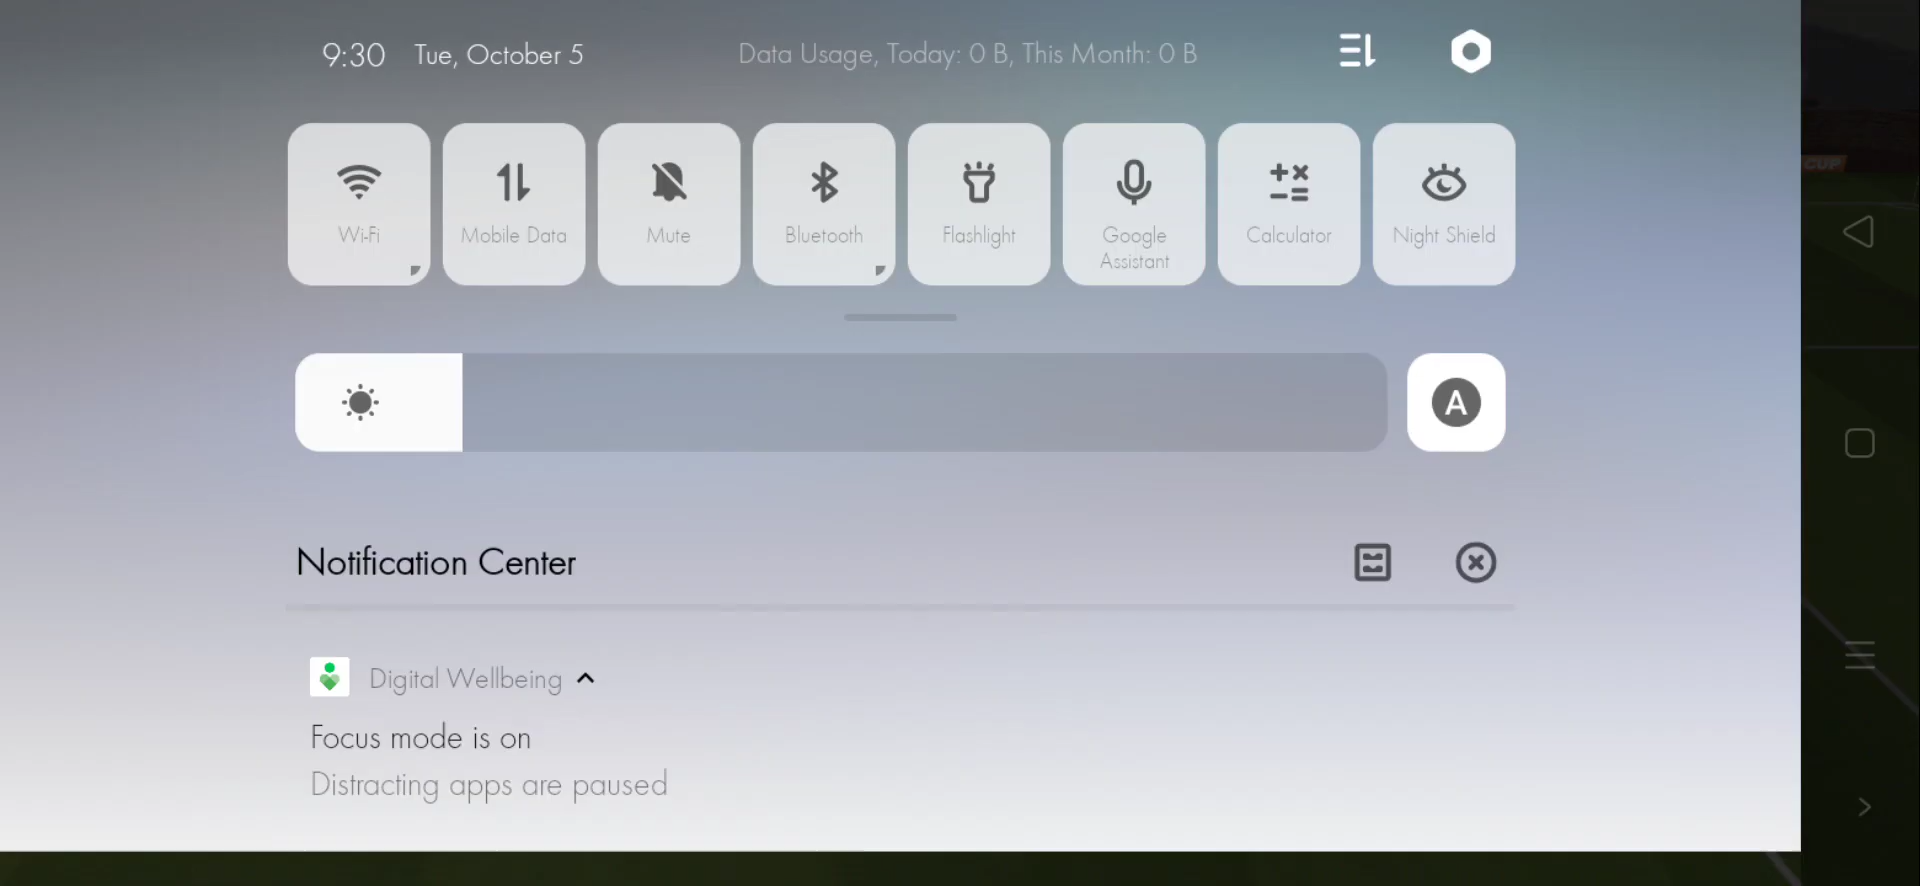 9:30 Tue, October 5 Data Usage, Today: 0 B, This Month: 0 B
Wi-Fi Mobile Data Mute Bluetooth Flashlight Google Assistant Calculator Night Shield
A
Notification Center
Digital Wellbeing
Focus mode is on
Distracting apps are paused
CUP